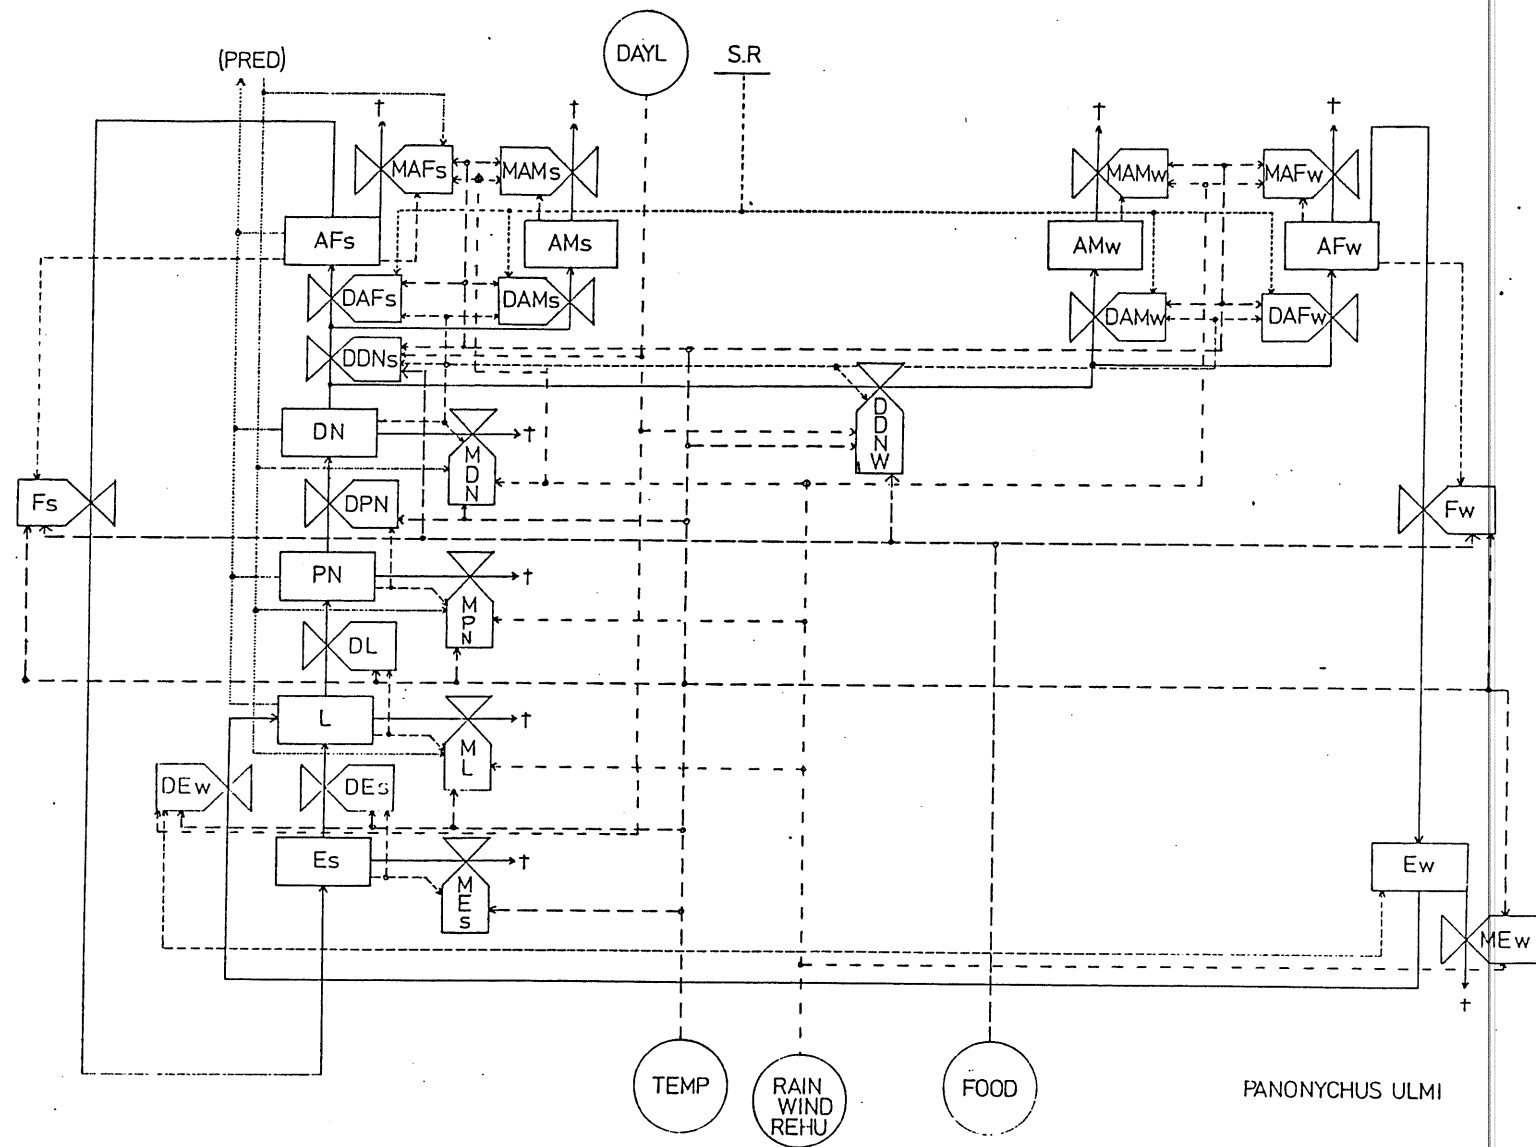 (PRED)
DAYL
S.R
†
†
†
†
MAFs
MAMs
MAMw
MAFw
AFs
AMs
AMw
AFw
DAFs
DAMs
DAMw
DAFw
DDNs
DDNW
DN
†
MDN
Fs
DPN
Fw
PN
†
MPN
DL
L
†
ML
DEw
DEs
Es
†
MEs
Ew
MEw
†
TEMP
RAIN
WIND
REHU
FOOD
PANONYCHUS ULMI